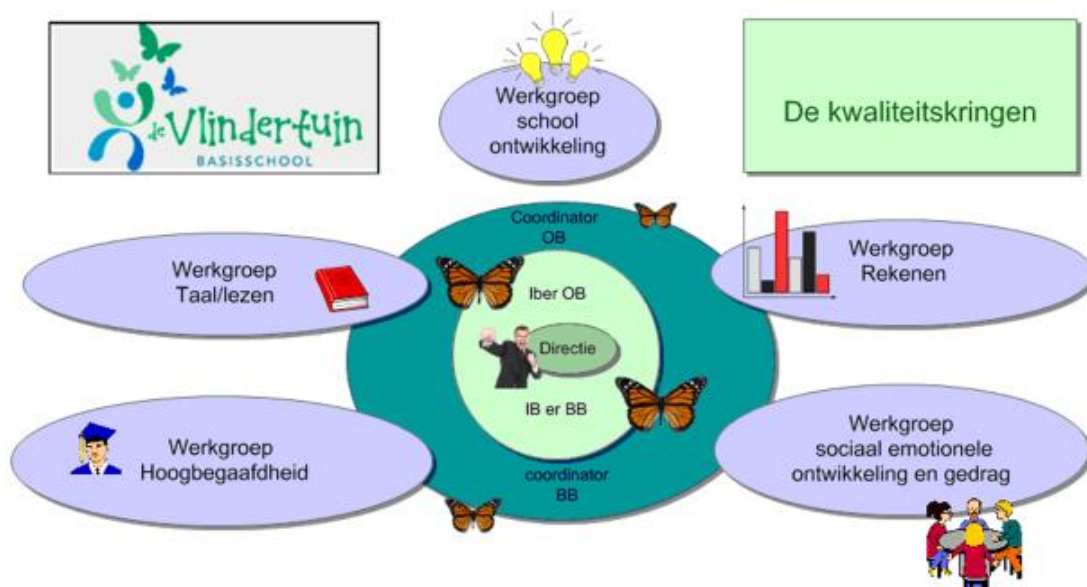 de Vlindertuin
BASISSCHOOL
Werkgroep
school
ontwikkeling
De kwaliteitskringen
Coordinator
OB
Werkgroep
Taal/lezen
Werkgroep
Rekenen
Iber OB
Directie
IB er BB
Werkgroep
Hoogbegaafdheid
coordinator
BB
Werkgroep
sociaal emotionele
ontwikkeling en gedrag